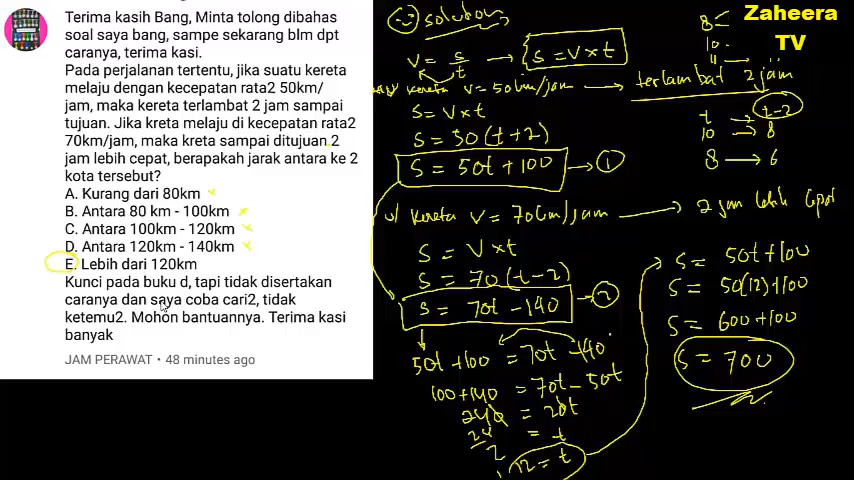 Terima kasih Bang, Minta tolong dibahas
soal saya bang, sampe sekarang blm dpt
caranya, terima kasi.
Pada perjalanan tertentu, jika suatu kereta
melaju dengan kecepatan rata2 50km/
jam, maka kereta terlambat 2 jam sampai
tujuan. Jika kreta melaju di kecepatan rata2
70km/jam, maka kreta sampai ditujuan 2
jam lebih cepat, berapakah jarak antara ke 2
kota tersebut?
A. Kurang dari 80km
B. Antara 80 km - 100km
C. Antara 100km - 120km
D. Antara 120km - 140km
E. Lebih dari 120km
Kunci pada buku d, tapi tidak disertakan
caranya dan saya coba cari2, tidak
ketemu2. Mohon bantuannya. Terima kasi
banyak
JAM PERAWAT • 48 minutes ago
solution
V = s/t → S = V x t
kereta V = 50 km/jam → terlambat 2 jam
S = V x t
S = 50(t+2)
S = 50t + 100 → 1
u/ kereta V = 70 km/jam → 2 jam lebih cepat
S = V x t
S = 70(t-2)
S = 70t - 140 → 2
50t + 100 = 70t - 140
100 + 140 = 70t - 50t
240 = 20t
24/2 = t
12 = t
8
10
11
t → t-2
10 → 8
8 → 6
S = 50t + 100
S = 50(12) + 100
S = 600 + 100
S = 700
Zaheera
TV